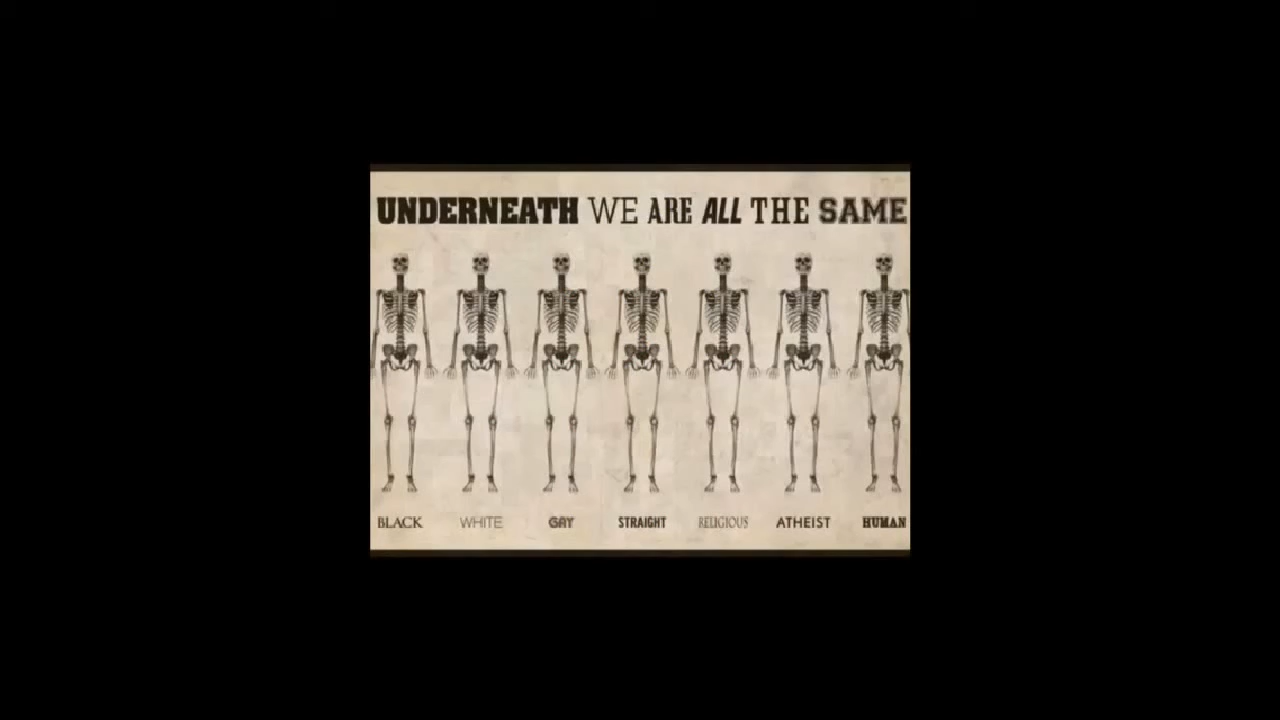 UNDERNEATH WE ARE ALL THE SAME
BLACK WHITE GAY STRAIGHT RELIGIOUS ATHEIST HUMAN